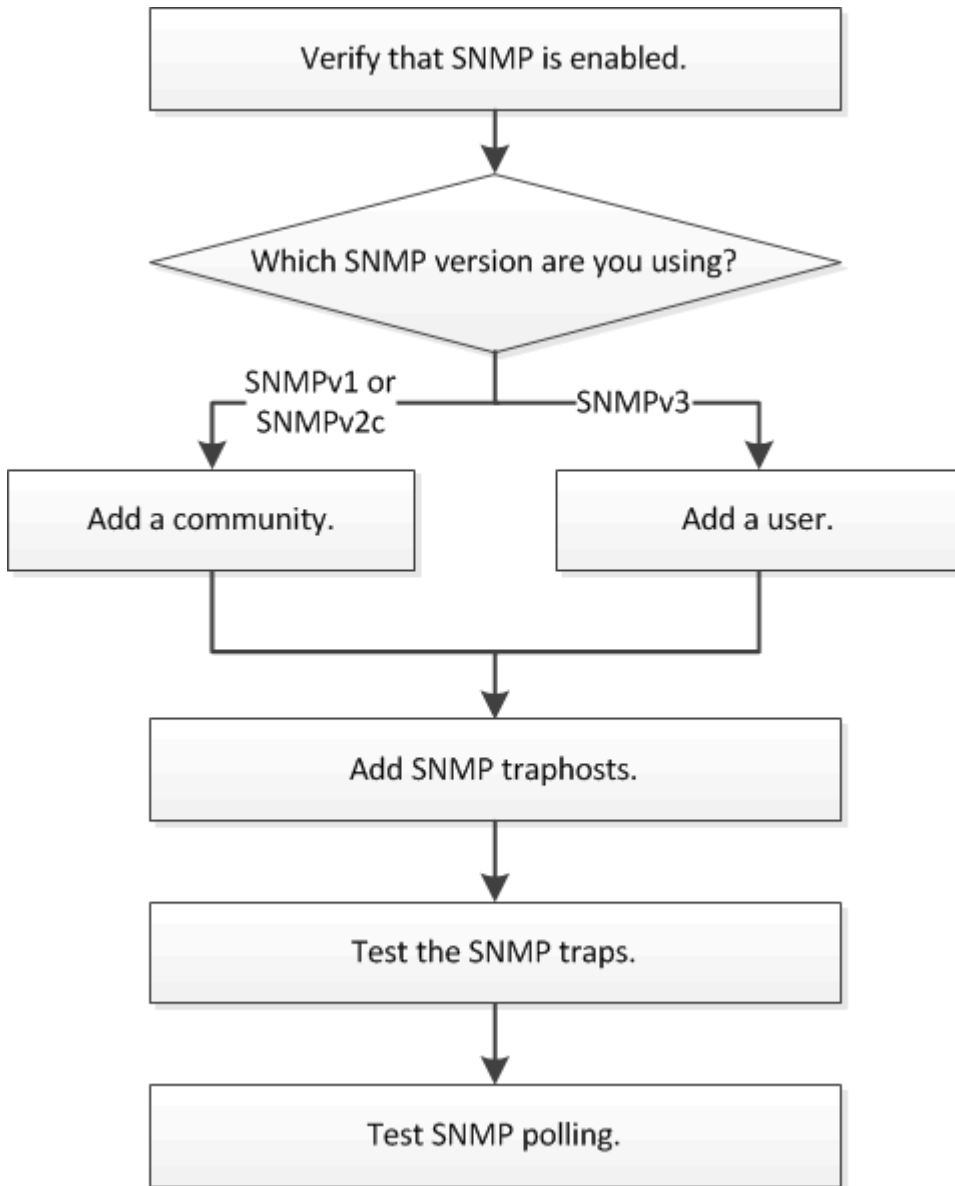 Verify that SNMP is enabled.
Which SNMP version are you using?
SNMPv1 or
SNMPv2c
SNMPv3
Add a community.
Add a user.
Add SNMP traphosts.
Test the SNMP traps.
Test SNMP polling.